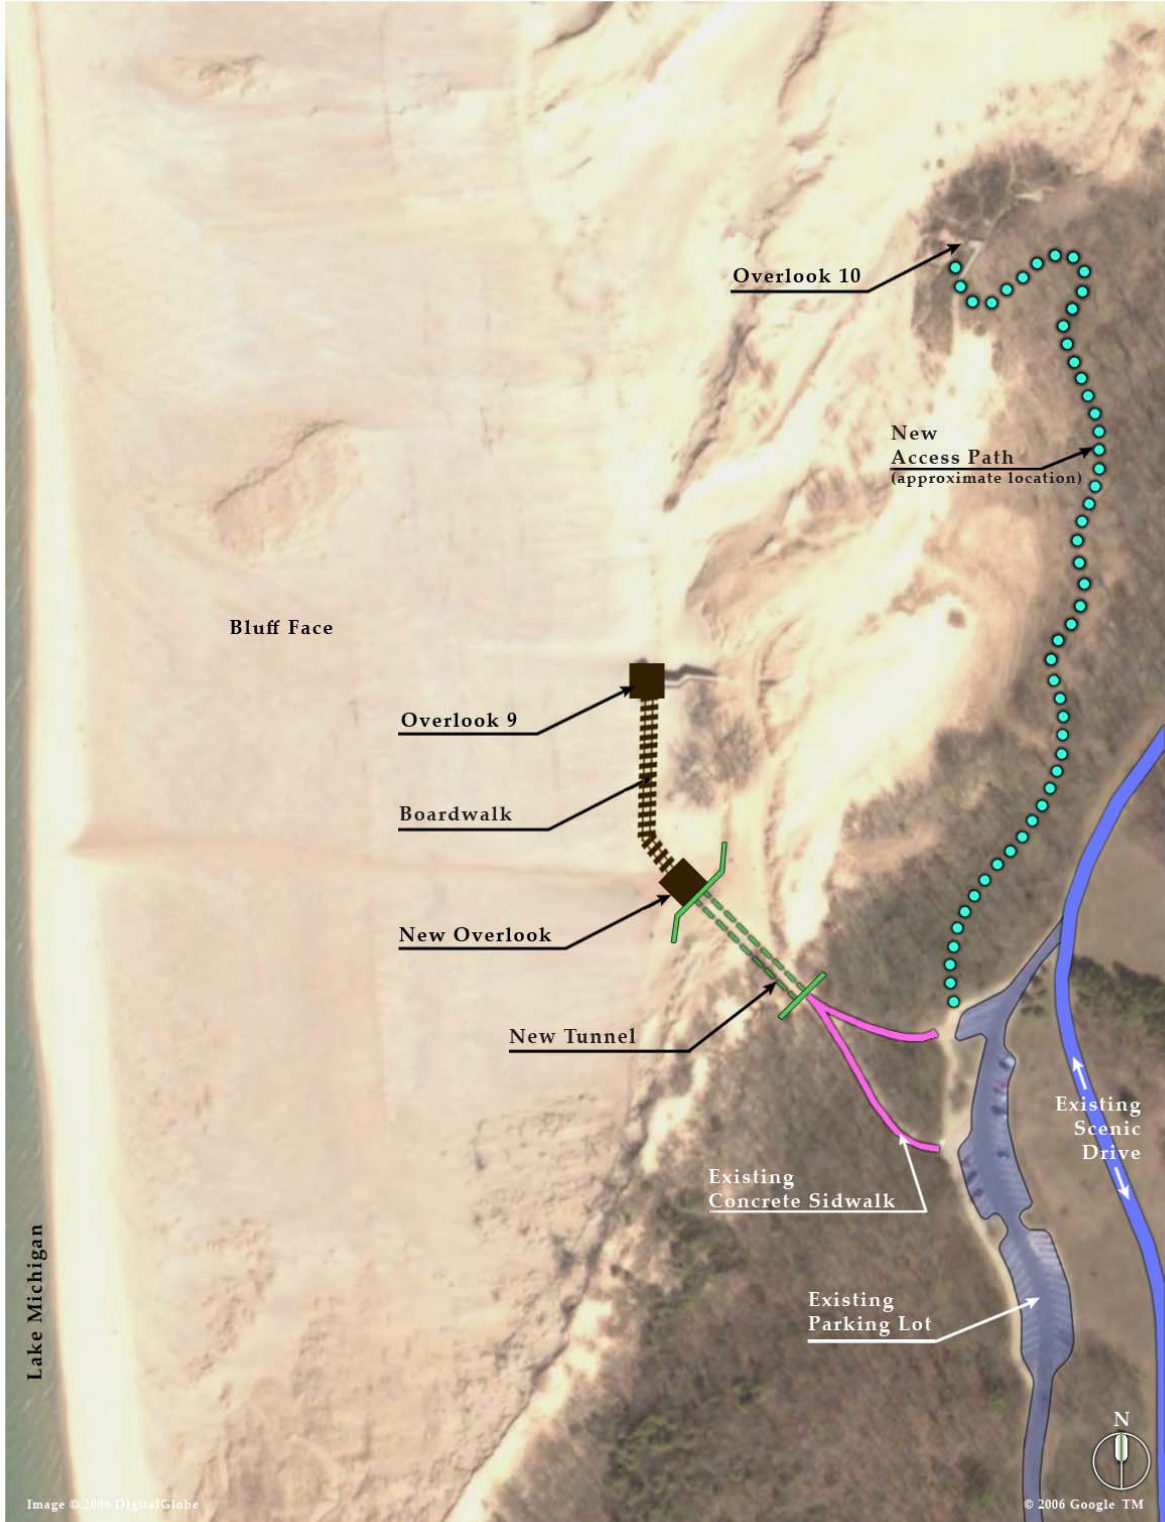 Overlook 10
New
Access Path
(approximate location)
Bluff Face
Overlook 9
Boardwalk
New Overlook
New Tunnel
Existing
Scenic
Drive
Existing
Concrete Sidwalk
Existing
Parking Lot
Lake Michigan
N
Image © 2006 DigitalGlobe
© 2006 Google TM